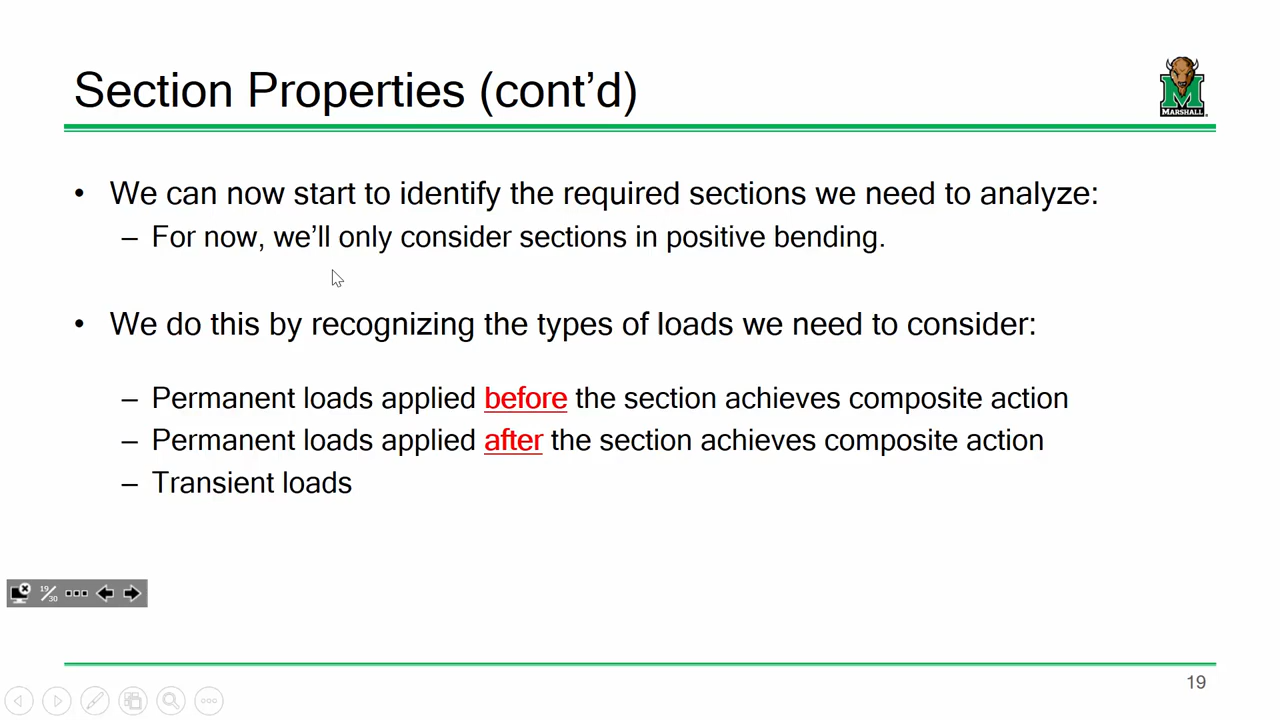 Section Properties (cont’d)
MARSHALL
• We can now start to identify the required sections we need to analyze:
– For now, we’ll only consider sections in positive bending.
• We do this by recognizing the types of loads we need to consider:
– Permanent loads applied before the section achieves composite action
– Permanent loads applied after the section achieves composite action
– Transient loads
19/30
19